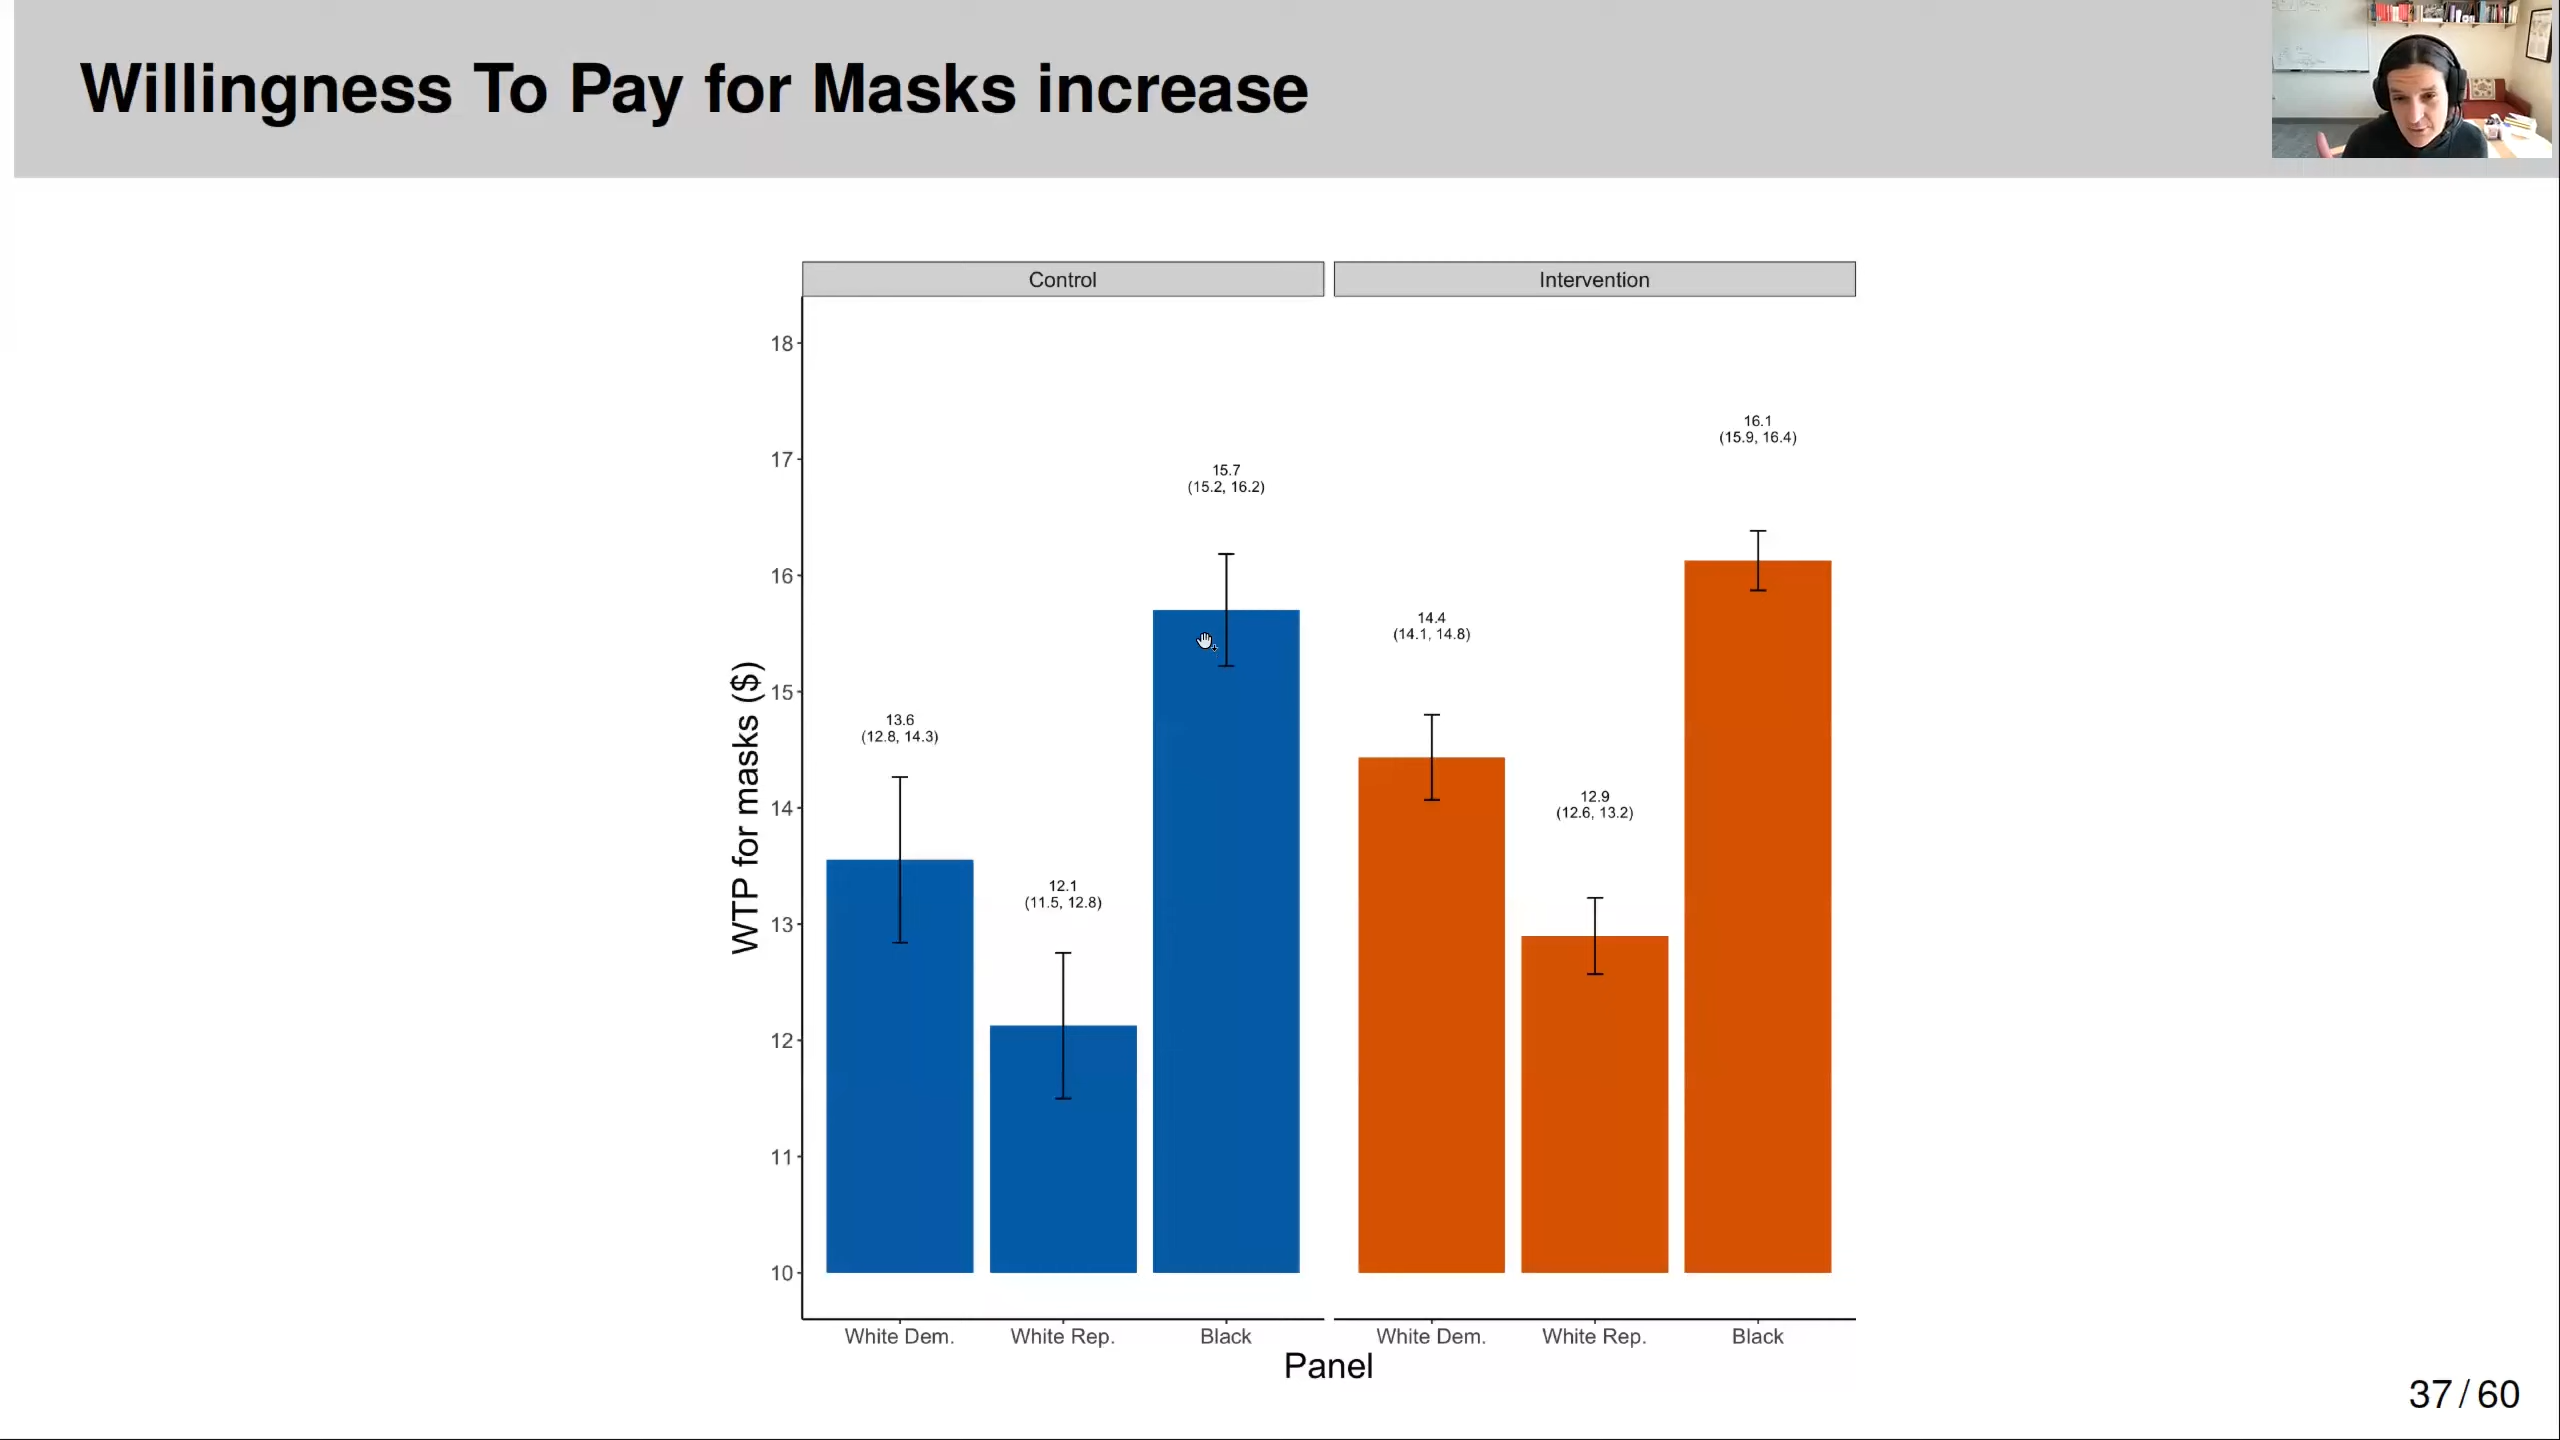 Willingness To Pay for Masks increase
Control
Intervention
18
17
16
15
14
13
12
11
10
WTP for masks ($)
13.6
(12.8, 14.3)
12.1
(11.5, 12.8)
15.7
(15.2, 16.2)
14.4
(14.1, 14.8)
12.9
(12.6, 13.2)
16.1
(15.9, 16.4)
White Dem.
White Rep.
Black
White Dem.
White Rep.
Black
Panel
37 / 60